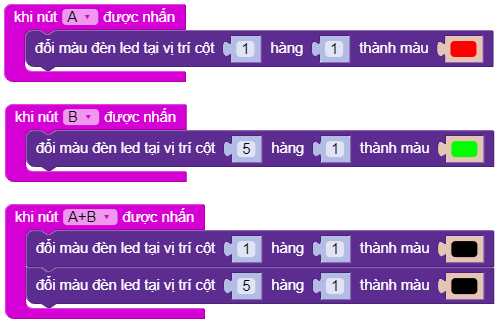 khi nút A được nhấn
đổi màu đèn led tại vị trí cột 1 hàng 1 thành màu
khi nút B được nhấn
đổi màu đèn led tại vị trí cột 5 hàng 1 thành màu
khi nút A+B được nhấn
đổi màu đèn led tại vị trí cột 1 hàng 1 thành màu
đổi màu đèn led tại vị trí cột 5 hàng 1 thành màu